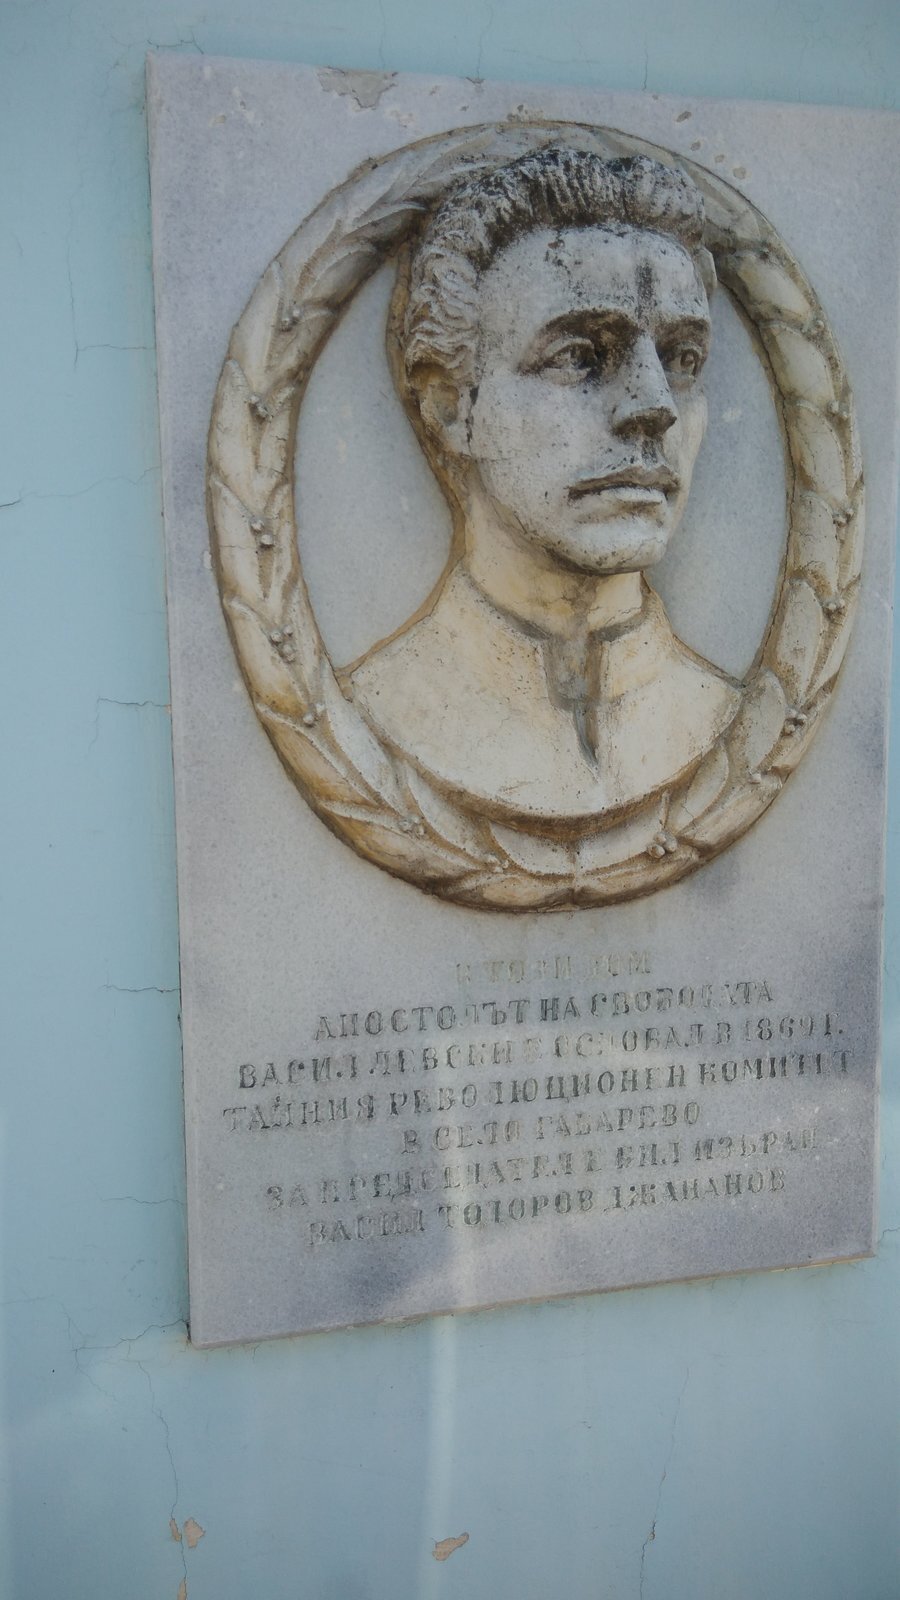 В ТОЗИ ДОМ
АПОСТОЛЪТ НА СВОБОДАТА
ВАСИЛ ЛЕВСКИ Е ОСНОВАЛ В 1869 Г.
ТАЙНИЯ РЕВОЛЮЦИОНЕН КОМИТЕТ
В СЕЛО ГАБАРЕВО
ЗА ПРЕДСЕДАТЕЛ Е БИЛ ИЗБРАН
ВАСИЛ ТОДОРОВ ДЖАНАНОВ